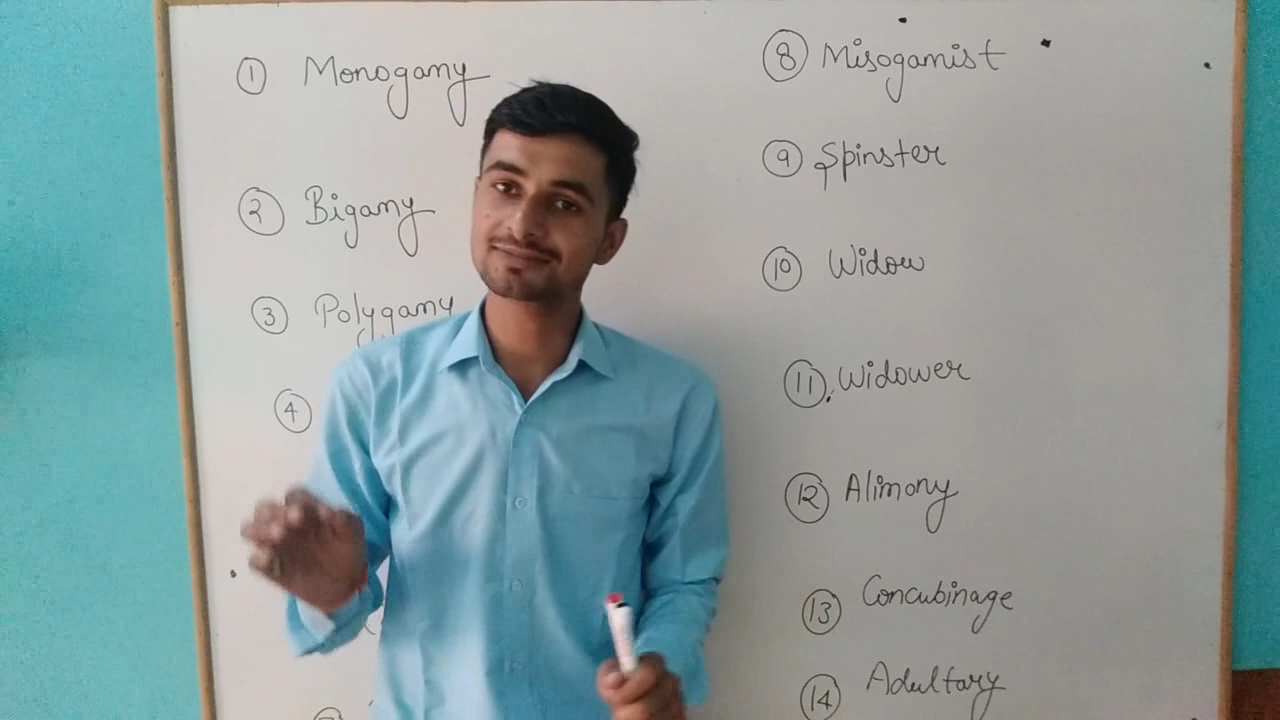 ① Monogamy
② Bigamy
③ Polygamy
④
⑧ Misogamist
⑨ Spinster
⑩ Widow
⑪ Widower
⑫ Alimony
⑬ Concubinage
⑭ Adultary